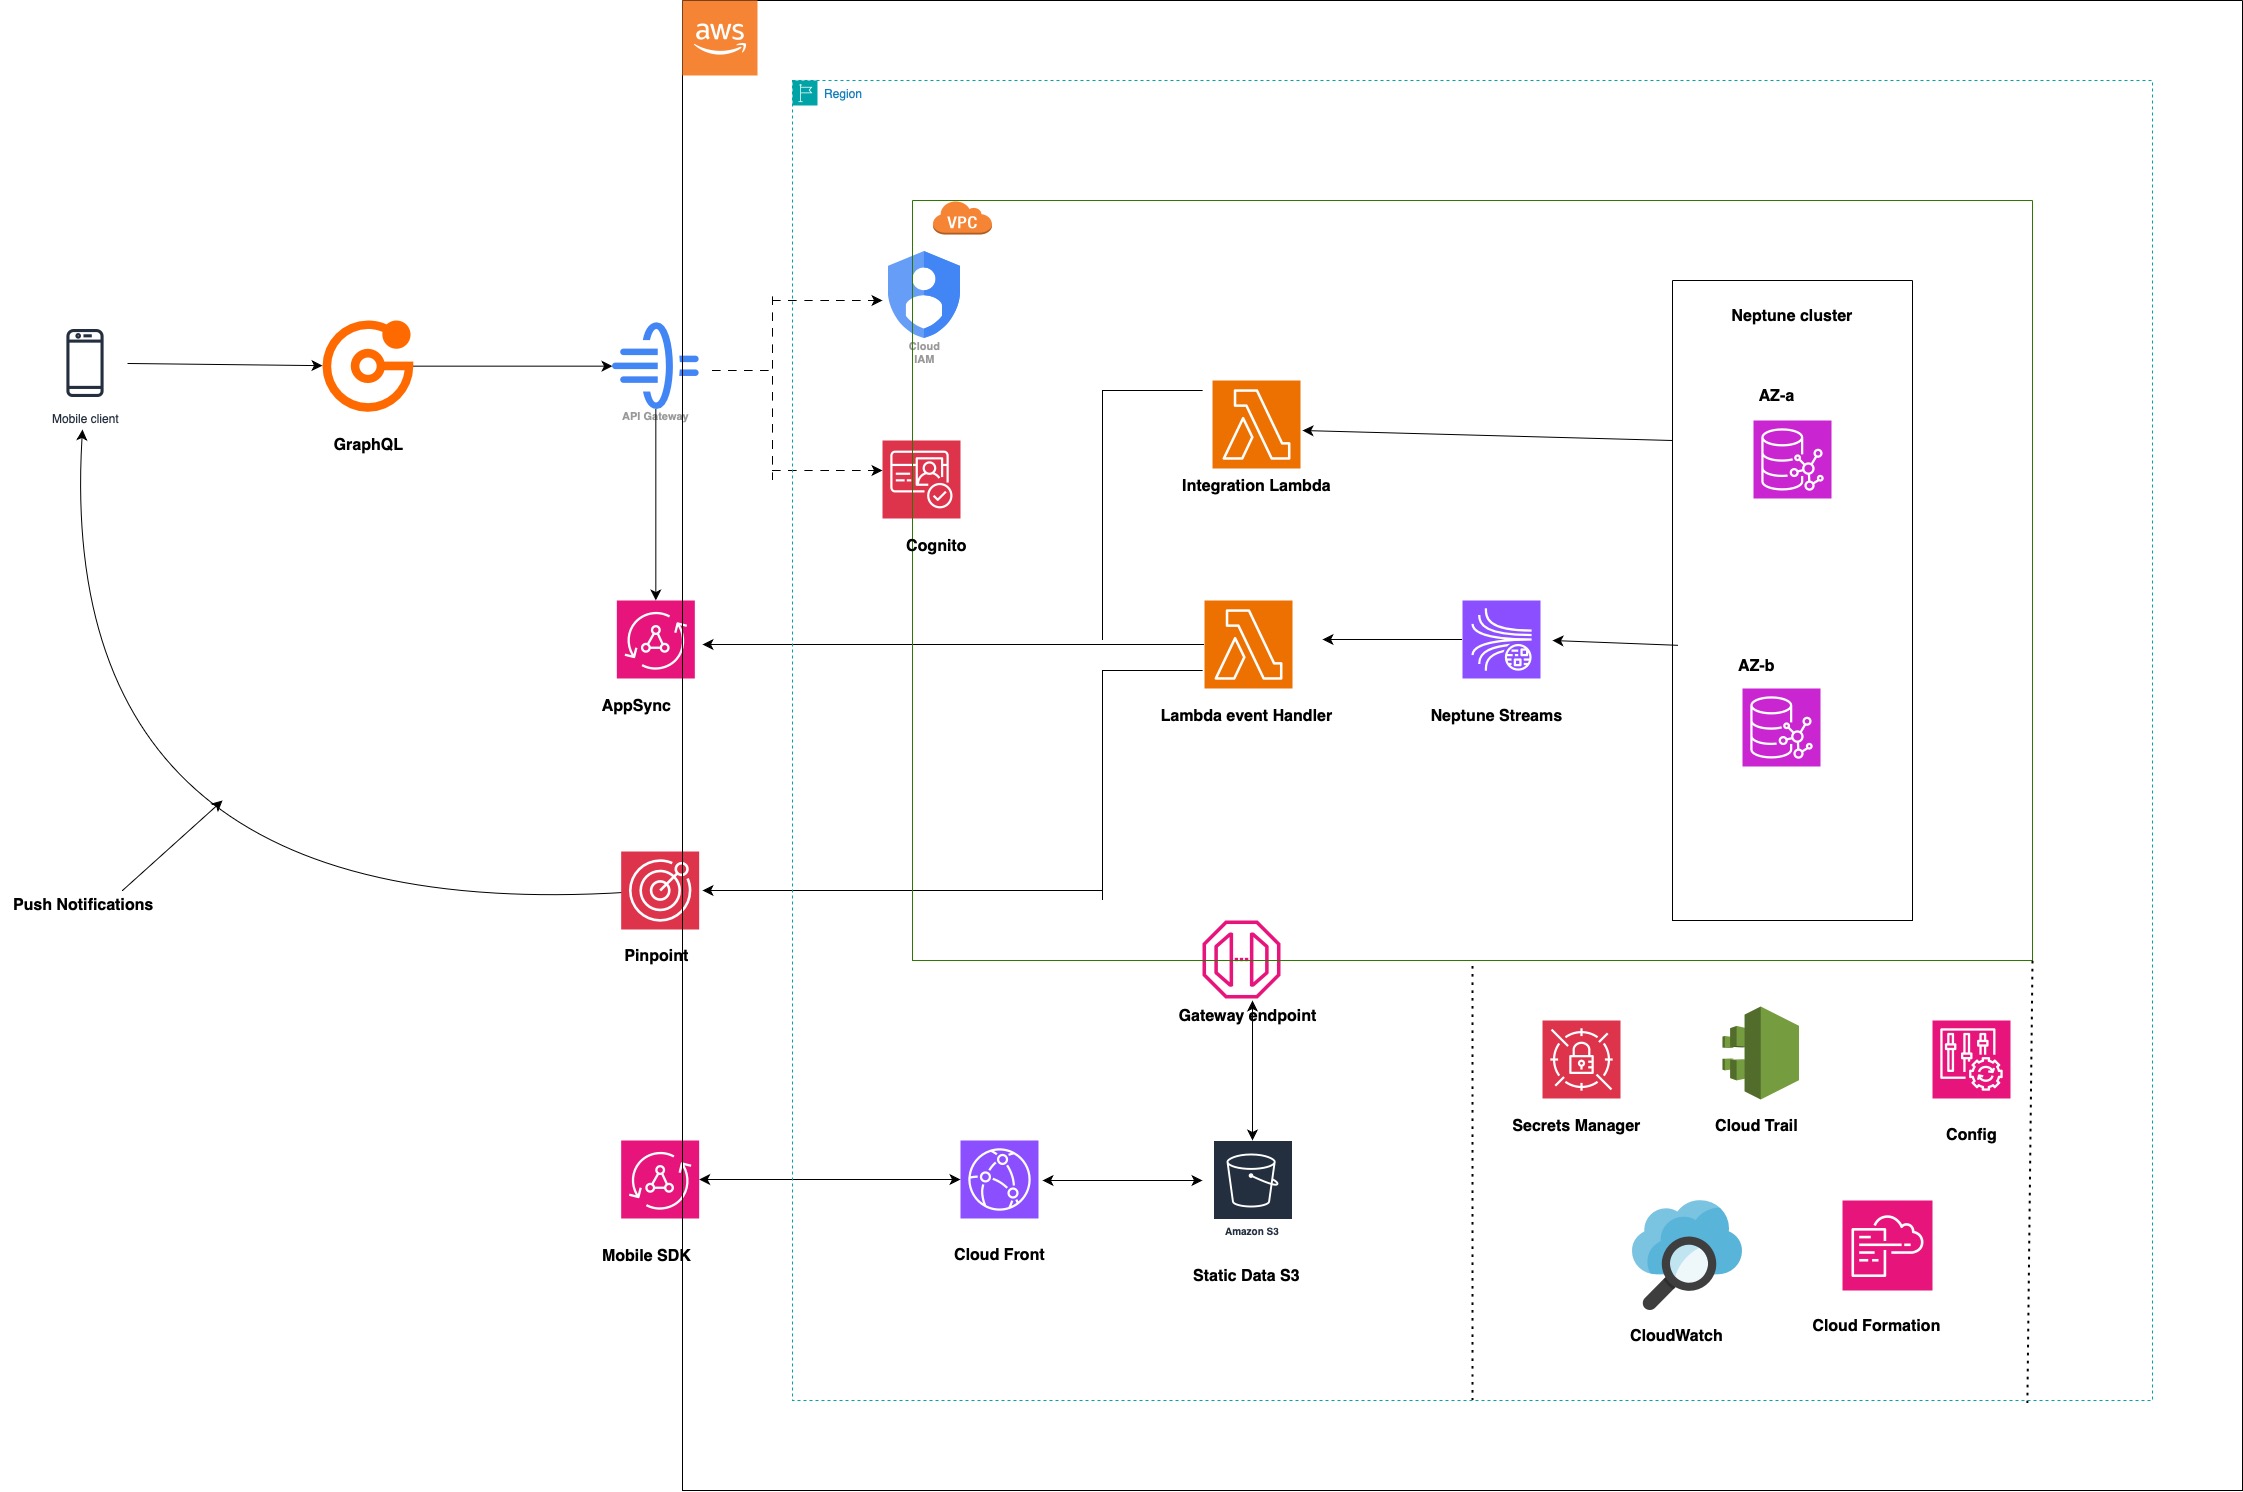 aws
Region
VPC
Cloud
IAM
Mobile client
GraphQL
API Gateway
Cognito
Neptune cluster
AZ-a
Integration Lambda
AZ-b
AppSync
Lambda event Handler
Neptune Streams
Push Notifications
Pinpoint
Gateway endpoint
Secrets Manager
Cloud Trail
Config
Mobile SDK
Cloud Front
Amazon S3
Static Data S3
CloudWatch
Cloud Formation